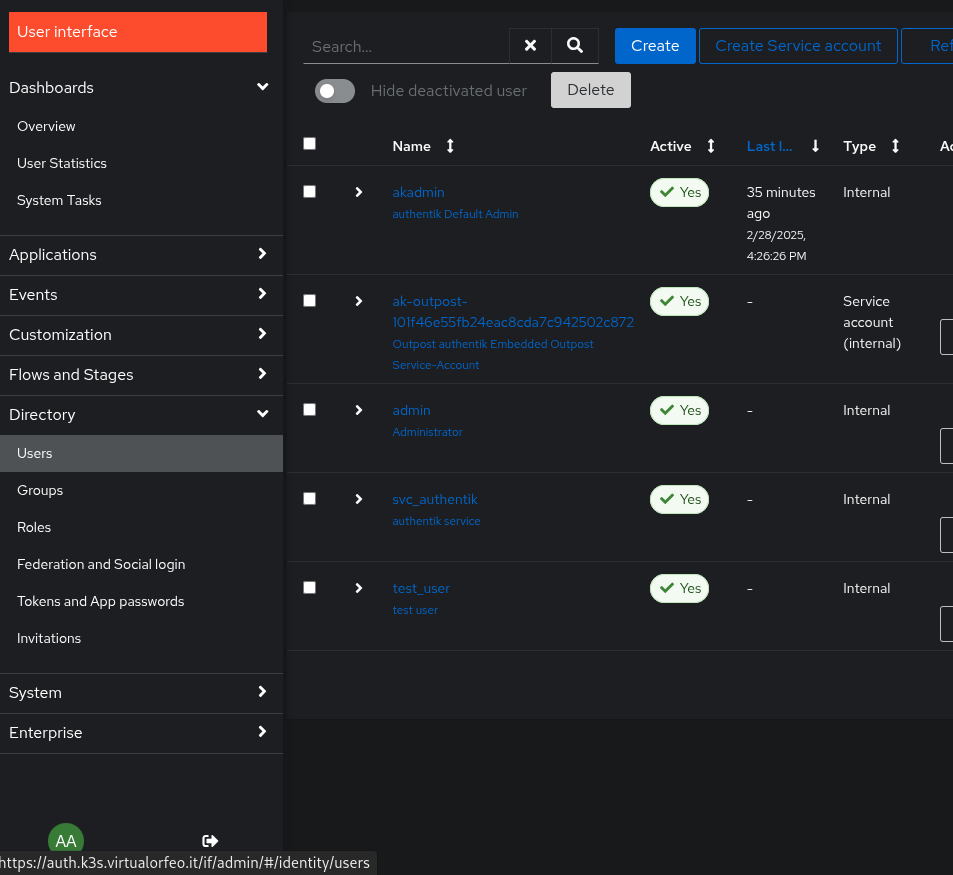 User interface
Dashboards
Overview
User Statistics
System Tasks
Applications
Events
Customization
Flows and Stages
Directory
Users
Groups
Roles
Federation and Social login
Tokens and App passwords
Invitations
System
Enterprise
AA
https://auth.k3s.virtualorfeo.it/if/admin/#/identity/users
Search...
Create
Create Service account
Ref
Hide deactivated user
Delete
Name
Active
Last l...
Type
Ac
akadmin
authentik Default Admin
Yes
35 minutes
ago
2/28/2025,
4:26:26 PM
Internal
ak-outpost-
101f46e55fb24eac8cda7c942502c872
Outpost authentik Embedded Outpost
Service-Account
Yes
-
Service
account
(internal)
admin
Administrator
Yes
-
Internal
svc_authentik
authentik service
Yes
-
Internal
test_user
test user
Yes
-
Internal